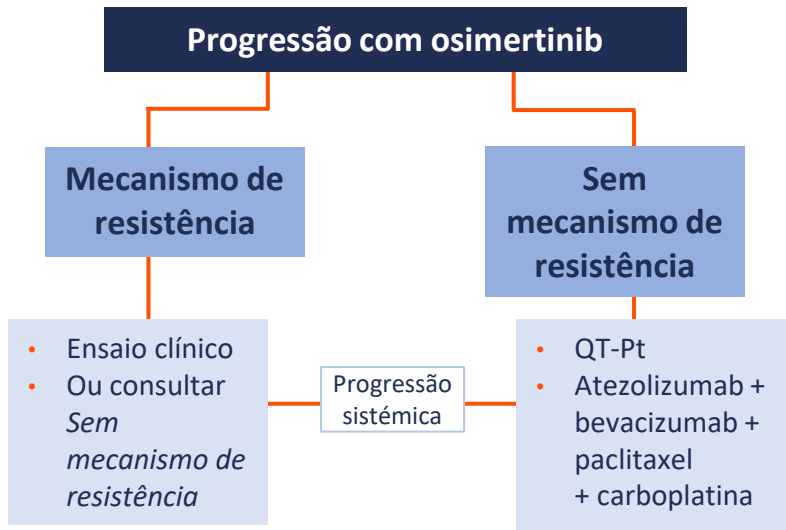 Progressão com osimertinib
Mecanismo de
resistência
Sem
mecanismo de
resistência
• Ensaio clínico
• Ou consultar
Sem
mecanismo de
resistência
Progressão
sistémica
• QT-Pt
• Atezolizumab +
bevacizumab +
paclitaxel
+ carboplatina